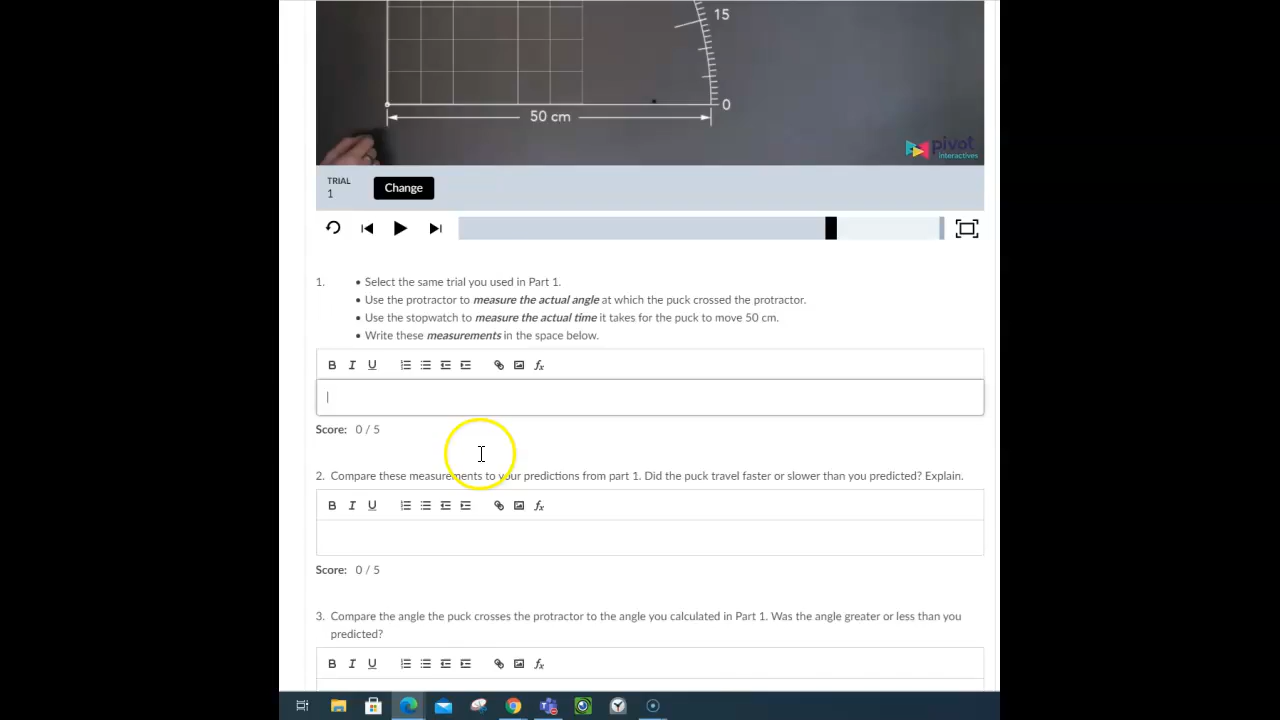 15
0
50 cm
pivot
interactives
TRIAL
1
Change
1.
• Select the same trial you used in Part 1.
• Use the protractor to measure the actual angle at which the puck crossed the protractor.
• Use the stopwatch to measure the actual time it takes for the puck to move 50 cm.
• Write these measurements in the space below.
B I U fx
Score: 0 / 5
2. Compare these measurements to your predictions from part 1. Did the puck travel faster or slower than you predicted? Explain.
B I U fx
Score: 0 / 5
3. Compare the angle the puck crosses the protractor to the angle you calculated in Part 1. Was the angle greater or less than you
predicted?
B I U fx